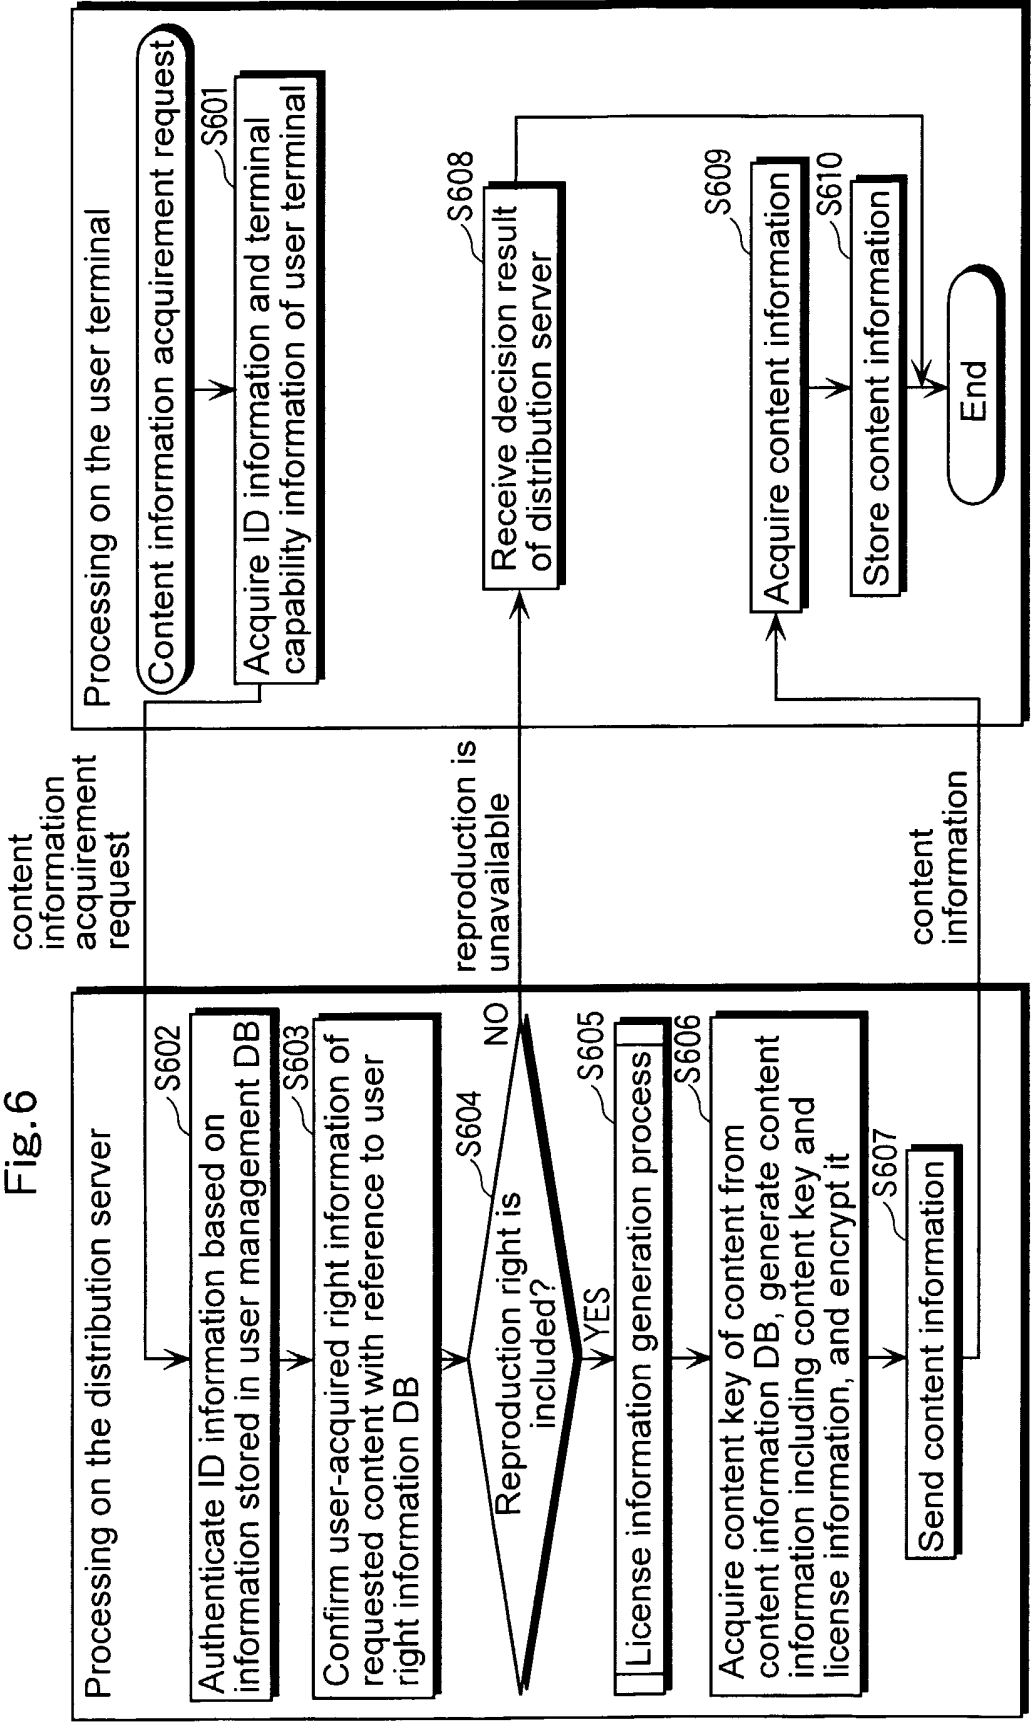 Fig.6
Processing on the distribution server
S602
Authenticate ID information based on
information stored in user management DB
S603
Confirm user-acquired right information of
requested content with reference to user
right information DB
S604
Reproduction right is
included?
NO
YES
S605
License information generation process
S606
Acquire content key of content from
content information DB, generate content
information including content key and
license information, and encrypt it
S607
Send content information
content
information
acquirement
request
reproduction is
unavailable
content
information
Processing on the user terminal
Content information acquirement request
S601
Acquire ID information and terminal
capability information of user terminal
S608
Receive decision result
of distribution server
S609
Acquire content information
S610
Store content information
End